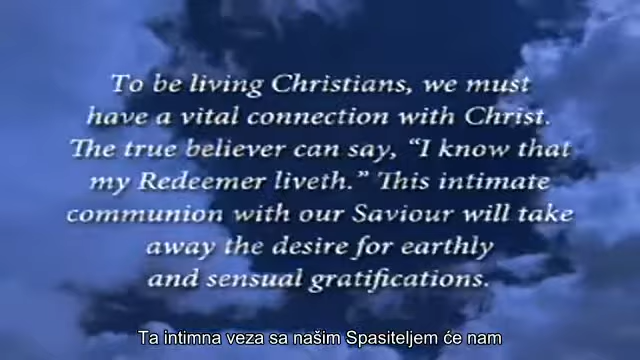 To be living Christians, we must
have a vital connection with Christ.
The true believer can say, “I know that
my Redeemer liveth.” This intimate
communion with our Saviour will take
away the desire for earthly
and sensual gratifications.
Ta intimna veza sa našim Spasiteljem će nam